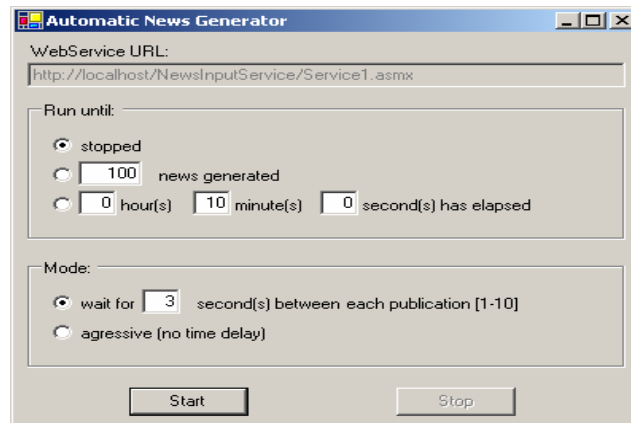 Automatic News Generator
WebService URL:
http://localhost/NewsInputService/Service1.asmx
Run until:
stopped
100 news generated
0 hour(s) 10 minute(s) 0 second(s) has elapsed
Mode:
wait for 3 second(s) between each publication [1-10]
agressive (no time delay)
Start Stop